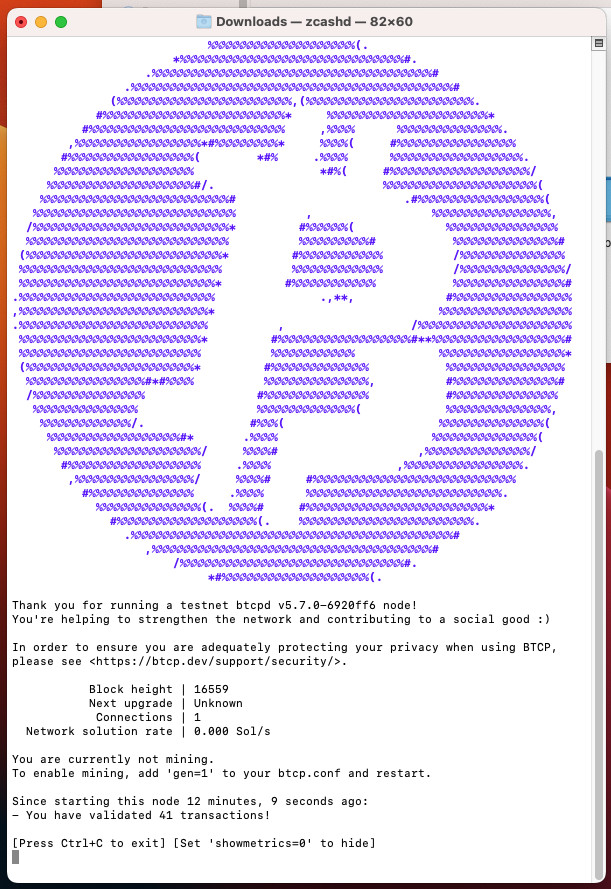 Downloads — zcashd — 82×60
Thank you for running a testnet btcpd v5.7.0-6920ff6 node!
You're helping to strengthen the network and contributing to a social good :)
In order to ensure you are adequately protecting your privacy when using BTCP,
please see <https://btcp.dev/support/security/>.
Block height | 16559
Next upgrade | Unknown
Connections | 1
Network solution rate | 0.000 Sol/s
You are currently not mining.
To enable mining, add 'gen=1' to your btcp.conf and restart.
Since starting this node 12 minutes, 9 seconds ago:
- You have validated 41 transactions!
[Press Ctrl+C to exit] [Set 'showmetrics=0' to hide]